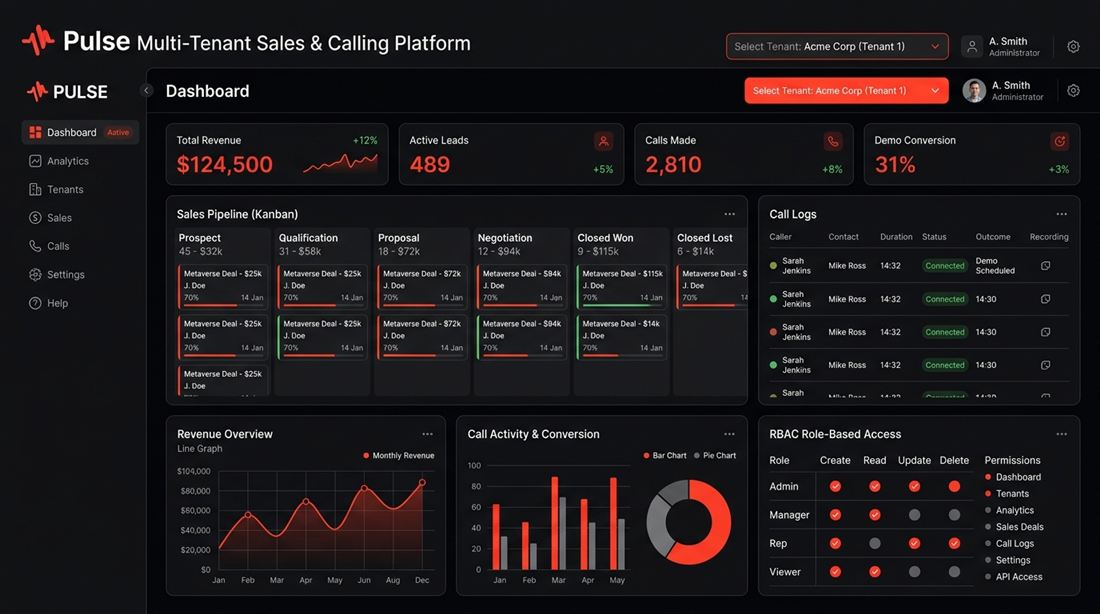 Pulse Multi-Tenant Sales & Calling Platform
Select Tenant: Acme Corp (Tenant 1)
A. Smith
Administrator
PULSE
Dashboard Aative
Analytics
Tenants
Sales
Calls
Settings
Help
Dashboard
Select Tenant: Acme Corp (Tenant 1)
A. Smith
Administrator
Total Revenue
+12%
$124,500
Active Leads
489
+5%
Calls Made
2,810
+8%
Demo Conversion
31%
+3%
Sales Pipeline (Kanban)
Prospect
45 - $32k
Metaverse Deal - $25k
J. Doe
70% 14 Jan
Metaverse Deal - $25k
J. Doe
70% 14 Jan
Metaverse Deal - $25k
J. Doe
Qualification
31 - $58k
Metaverse Deal - $25k
J. Doe
70% 14 Jan
Metaverse Deal - $25k
J. Doe
70% 14 Jan
Proposal
18 - $72k
Metaverse Deal - $72k
J. Doe
70% 14 Jan
Metaverse Deal - $72k
J. Doe
70% 14 Jan
Negotiation
12 - $94k
Metaverse Deal - $94k
J. Doe
70% 14 Jan
Metaverse Deal - $94k
J. Doe
70% 14 Jan
Closed Won
9 - $115k
Metaverse Deal - $115k
J. Doe
70% 14 Jan
Metaverse Deal - $14k
J. Doe
70% 14 Jan
Closed Lost
6 - $14k
Metaverse Deal - $
J. Doe
70% 14 Jan
Call Logs
Caller Contact Duration Status Outcome Recording
Sarah
Jenkins
Mike Ross 14:32 Connected
Demo
Scheduled
Sareh
Jenkins
Mike Ross 14:32 Connected 14:30
Sarah
Jenkins
Mike Ross 14:32 Connected 14:30
Sarah
Jenkins
Mike Ross 14:32 Connected 14:30
Sarah
Revenue Overview
Line Graph
Monthly Revenue
$104,000
$80,000
$60,000
$40,000
$20,000
$0
Jan Feb Mar Apr May Jun Aug Dec
Call Activity & Conversion
Bar Chart Pie Chart
100
80
60
40
20
0
Jan Feb Mar Apr May
RBAC Role-Based Access
Role Create Read Update Delete
Admin
Manager
Rep
Viewer
Permissions
Dashboard
Tenants
Analytics
Sales Deals
Call Logs
Settings
API Access